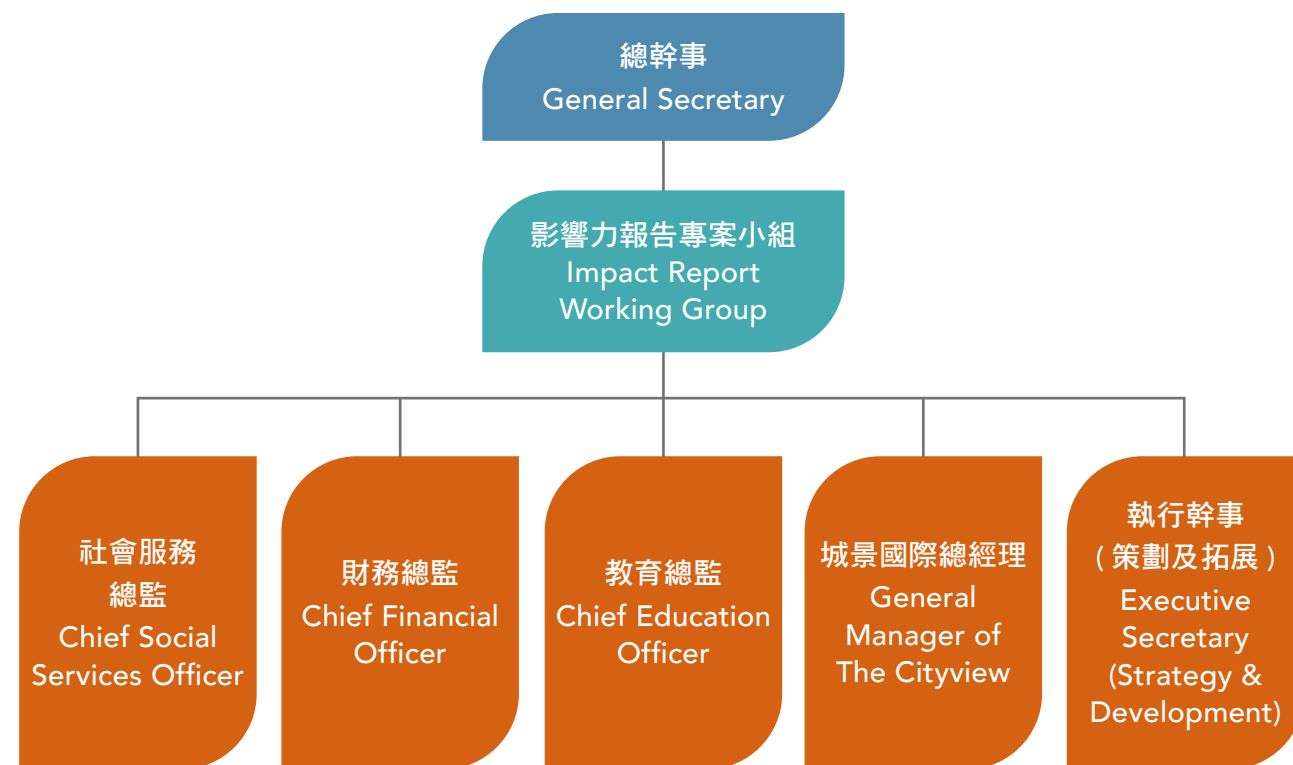 總幹事
General Secretary
影響力報告專案小組
Impact Report
Working Group
社會服務
總監
Chief Social
Services Officer
財務總監
Chief Financial
Officer
教育總監
Chief Education
Officer
城景國際總經理
General
Manager of
The Cityview
執行幹事
( 策劃及拓展 )
Executive
Secretary
(Strategy &
Development)